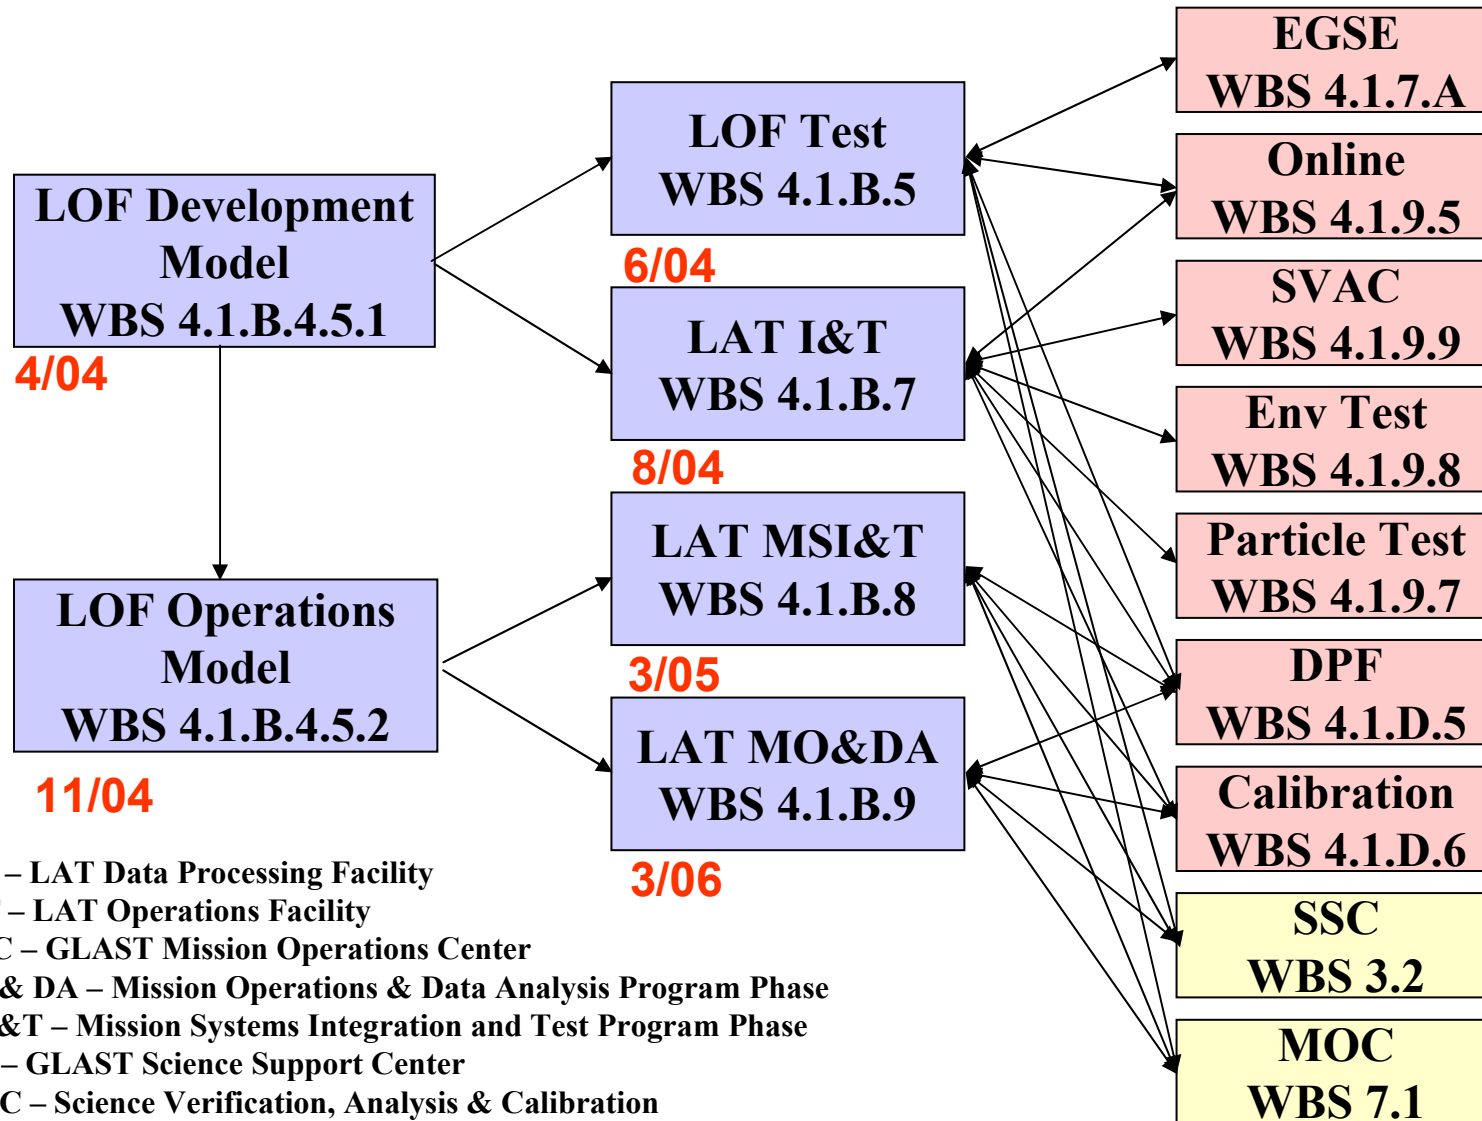 LOF Development
Model
WBS 4.1.B.4.5.1
4/04
LOF Operations
Model
WBS 4.1.B.4.5.2
11/04
LOF Test
WBS 4.1.B.5
6/04
LAT I&T
WBS 4.1.B.7
8/04
LAT MSI&T
WBS 4.1.B.8
3/05
LAT MO&DA
WBS 4.1.B.9
3/06
EGSE
WBS 4.1.7.A
Online
WBS 4.1.9.5
SVAC
WBS 4.1.9.9
Env Test
WBS 4.1.9.8
Particle Test
WBS 4.1.9.7
DPF
WBS 4.1.D.5
Calibration
WBS 4.1.D.6
SSC
WBS 3.2
MOC
WBS 7.1
– LAT Data Processing Facility
– LAT Operations Facility
C – GLAST Mission Operations Center
& DA – Mission Operations & Data Analysis Program Phase
&T – Mission Systems Integration and Test Program Phase
– GLAST Science Support Center
C – Science Verification, Analysis & Calibration